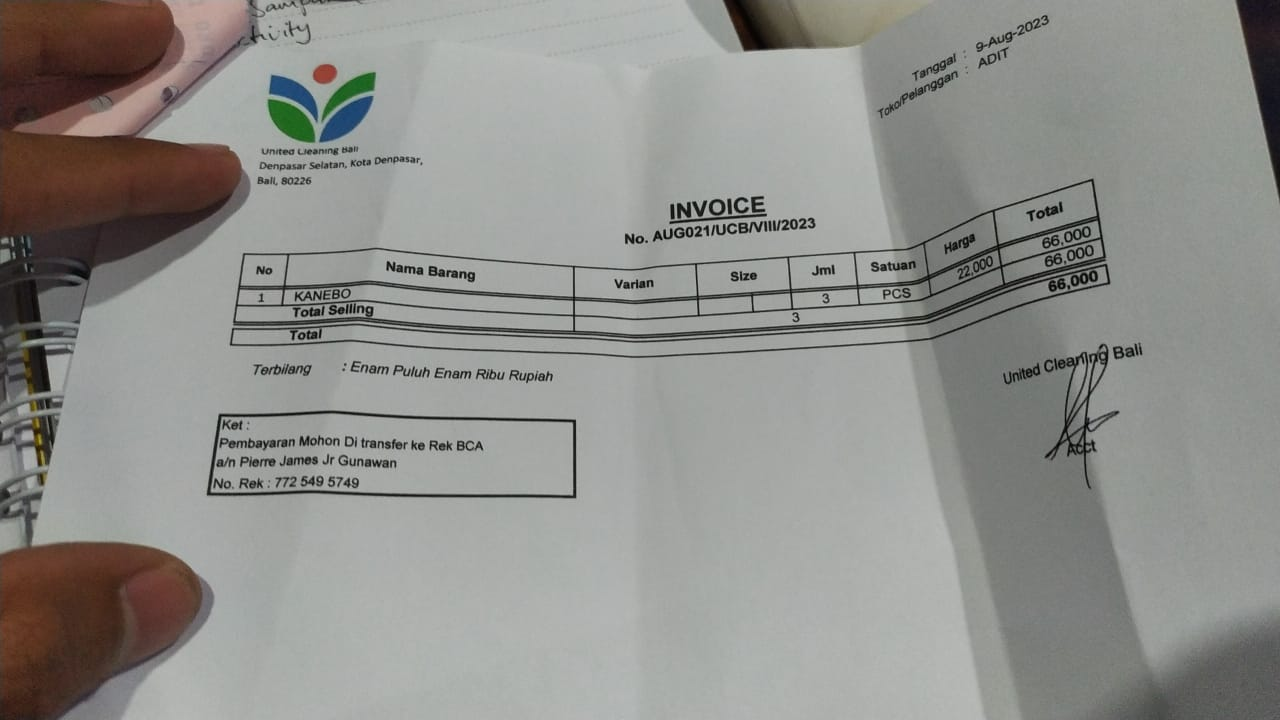 tivity
Tanggal : 9-Aug-2023
Toko/Pelanggan : ADIT
United Cleaning Bali
Denpasar Selatan, Kota Denpasar,
Bali, 80226
INVOICE
No. AUG021/UCB/VIII/2023
No Nama Barang Varian Size Jml Satuan Harga Total
1 KANEBO 3 PCS 22,000 66,000
Total Selling 3 66,000
Total 66,000
Terbilang : Enam Puluh Enam Ribu Rupiah
United Cleaning Bali
Acct
Ket :
Pembayaran Mohon Di transfer ke Rek BCA
a/n Pierre James Jr Gunawan
No. Rek : 772 549 5749